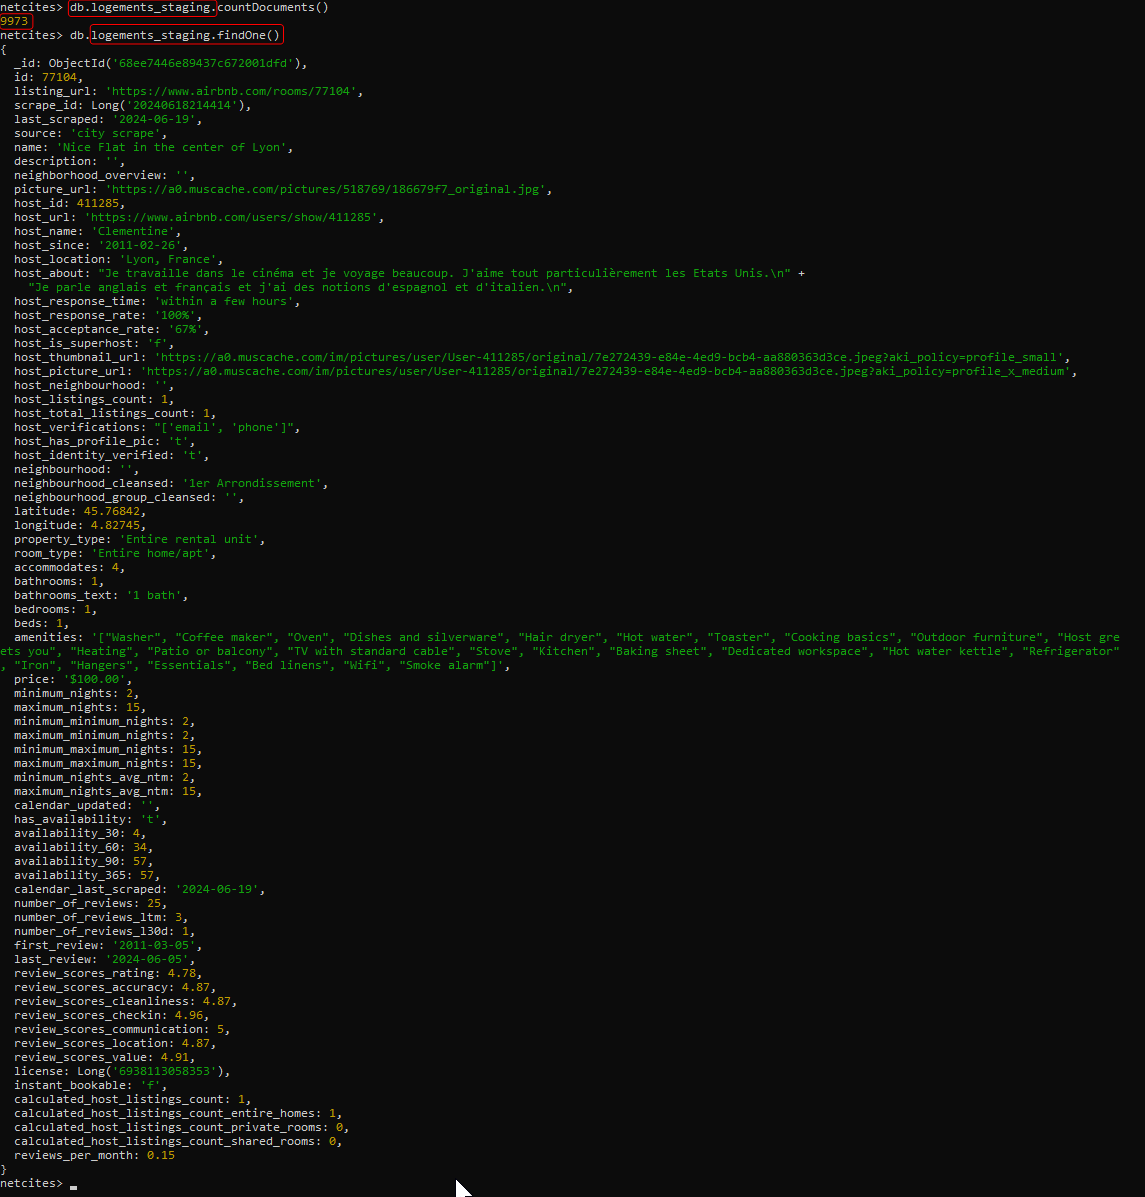 netcites> db.logements_staging.countDocuments()
9973
netcites> db.logements_staging.findOne()
{
  _id: ObjectId('68ee7446e89437c672001dfd'),
  id: 77104,
  listing_url: 'https://www.airbnb.com/rooms/77104',
  scrape_id: Long('20240618214414'),
  last_scraped: '2024-06-19',
  source: 'city scrape',
  name: 'Nice Flat in the center of Lyon',
  description: '',
  neighborhood_overview: '',
  picture_url: 'https://a0.muscache.com/pictures/518769/186679f7_original.jpg',
  host_id: 411285,
  host_url: 'https://www.airbnb.com/users/show/411285',
  host_name: 'Clementine',
  host_since: '2011-02-26',
  host_location: 'Lyon, France',
  host_about: "Je travaille dans le cinéma et je voyage beaucoup. J'aime tout particulièrement les Etats Unis.\n" +
    "Je parle anglais et français et j'ai des notions d'espagnol et d'italien.\n",
  host_response_time: 'within a few hours',
  host_response_rate: '100%',
  host_acceptance_rate: '67%',
  host_is_superhost: 'f',
  host_thumbnail_url: 'https://a0.muscache.com/im/pictures/user/User-411285/original/7e272439-e84e-4ed9-bcb4-aa880363d3ce.jpeg?aki_policy=profile_small',
  host_picture_url: 'https://a0.muscache.com/im/pictures/user/User-411285/original/7e272439-e84e-4ed9-bcb4-aa880363d3ce.jpeg?aki_policy=profile_x_medium',
  host_neighbourhood: '',
  host_listings_count: 1,
  host_total_listings_count: 1,
  host_verifications: "['email', 'phone']",
  host_has_profile_pic: 't',
  host_identity_verified: 't',
  neighbourhood: '',
  neighbourhood_cleansed: '1er Arrondissement',
  neighbourhood_group_cleansed: '',
  latitude: 45.76842,
  longitude: 4.82745,
  property_type: 'Entire rental unit',
  room_type: 'Entire home/apt',
  accommodates: 4,
  bathrooms: 1,
  bathrooms_text: '1 bath',
  bedrooms: 1,
  beds: 1,
  amenities: '["Washer", "Coffee maker", "Oven", "Dishes and silverware", "Hair dryer", "Hot water", "Toaster", "Cooking basics", "Outdoor furniture", "Host gre
ets you", "Heating", "Patio or balcony", "TV with standard cable", "Stove", "Kitchen", "Baking sheet", "Dedicated workspace", "Hot water kettle", "Refrigerator"
, "Iron", "Hangers", "Essentials", "Bed linens", "Wifi", "Smoke alarm"]',
  price: '$100.00',
  minimum_nights: 2,
  maximum_nights: 15,
  minimum_minimum_nights: 2,
  maximum_minimum_nights: 2,
  minimum_maximum_nights: 15,
  maximum_maximum_nights: 15,
  minimum_nights_avg_ntm: 2,
  maximum_nights_avg_ntm: 15,
  calendar_updated: '',
  has_availability: 't',
  availability_30: 4,
  availability_60: 34,
  availability_90: 57,
  availability_365: 57,
  calendar_last_scraped: '2024-06-19',
  number_of_reviews: 25,
  number_of_reviews_ltm: 3,
  number_of_reviews_l30d: 1,
  first_review: '2011-03-05',
  last_review: '2024-06-05',
  review_scores_rating: 4.78,
  review_scores_accuracy: 4.87,
  review_scores_cleanliness: 4.87,
  review_scores_checkin: 4.96,
  review_scores_communication: 5,
  review_scores_location: 4.87,
  review_scores_value: 4.91,
  license: Long('6938113058353'),
  instant_bookable: 'f',
  calculated_host_listings_count: 1,
  calculated_host_listings_count_entire_homes: 1,
  calculated_host_listings_count_private_rooms: 0,
  calculated_host_listings_count_shared_rooms: 0,
  reviews_per_month: 0.15
}
netcites>